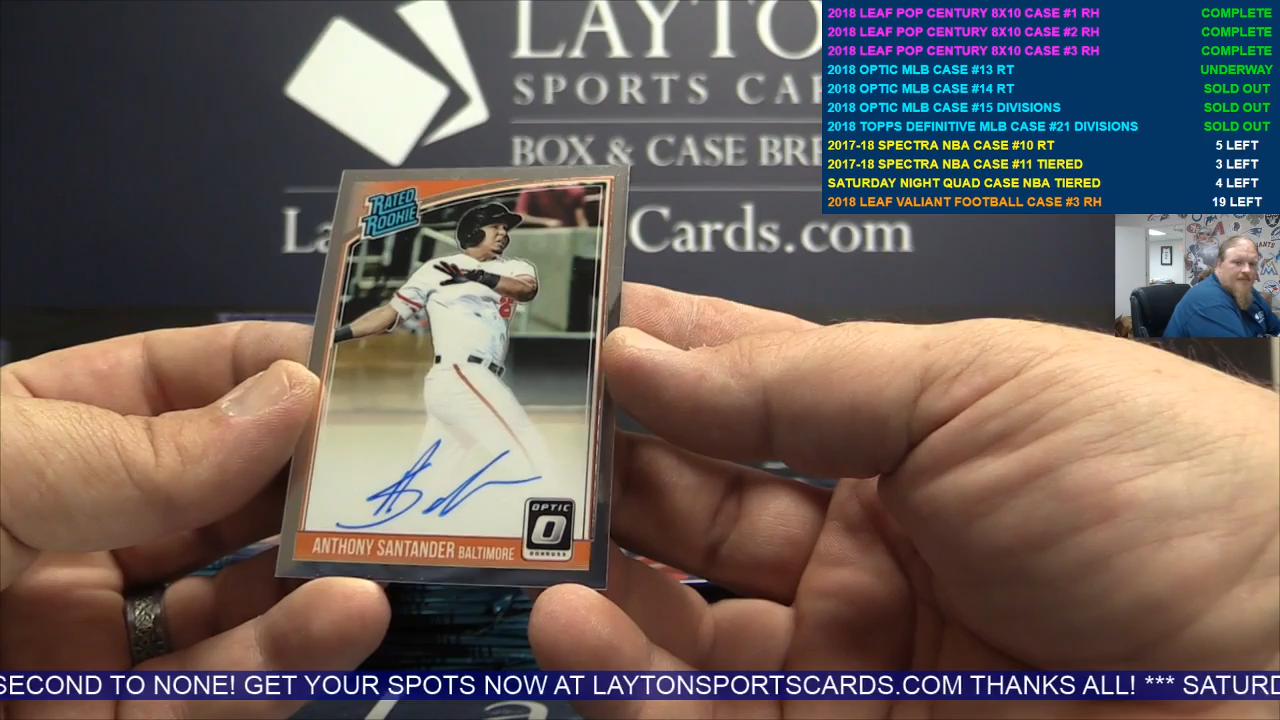 LAYTO
SPORTS CAR
BOX & CASE BRE
La Cards.com
2018 LEAF POP CENTURY 8X10 CASE #1 RH COMPLETE
2018 LEAF POP CENTURY 8X10 CASE #2 RH COMPLETE
2018 LEAF POP CENTURY 8X10 CASE #3 RH COMPLETE
2018 OPTIC MLB CASE #13 RT UNDERWAY
2018 OPTIC MLB CASE #14 RT SOLD OUT
2018 OPTIC MLB CASE #15 DIVISIONS SOLD OUT
2018 TOPPS DEFINITIVE MLB CASE #21 DIVISIONS SOLD OUT
2017-18 SPECTRA NBA CASE #10 RT 5 LEFT
2017-18 SPECTRA NBA CASE #11 TIERED 3 LEFT
SATURDAY NIGHT QUAD CASE NBA TIERED 4 LEFT
2018 LEAF VALIANT FOOTBALL CASE #3 RH 19 LEFT
RATED
ROOKIE
OPTIC
DONRUSS
ANTHONY SANTANDER BALTIMORE
SECOND TO NONE! GET YOUR SPOTS NOW AT LAYTONSPORTSCARDS.COM THANKS ALL! *** SATURD